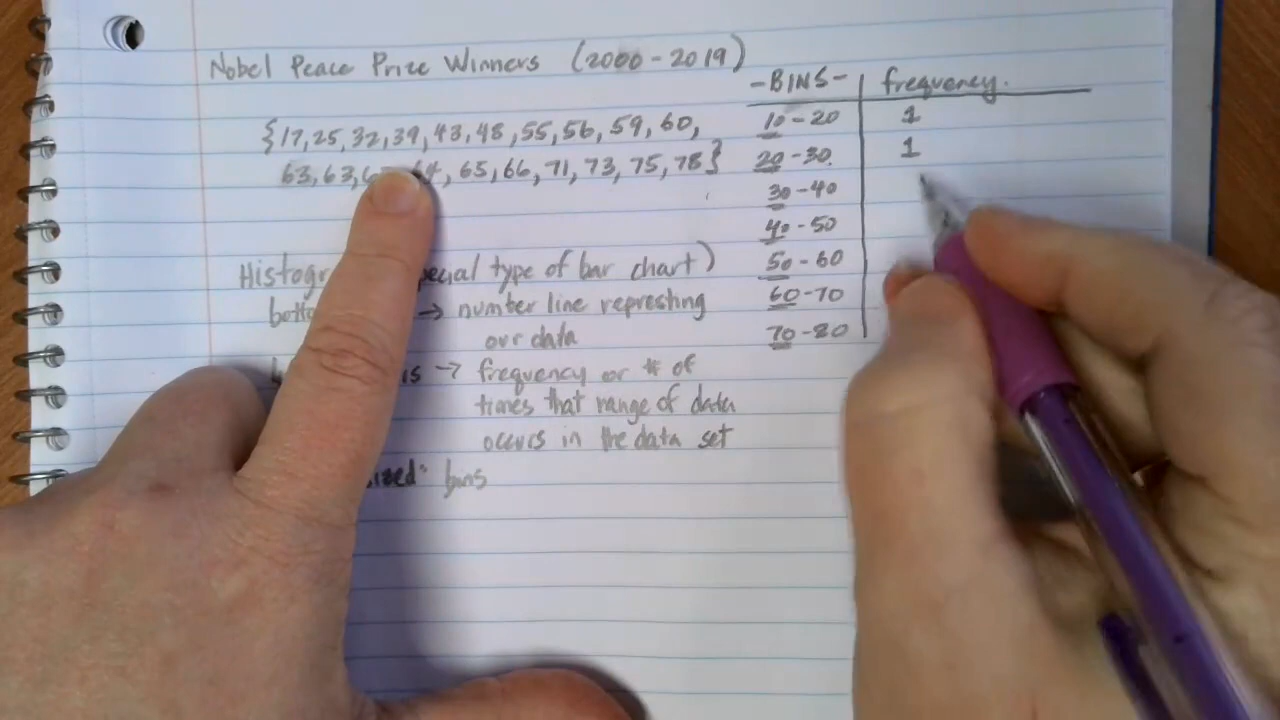 Nobel Peace Prize Winners (2000-2019)
{17, 25, 32, 39, 43, 48, 55, 56, 59, 60,
63, 63, 65, 66, 71, 73, 75, 78}
(special type of bar chart)
→ number line represting
our data
→ frequency or # of
times that range of data
occurs in the data set
bins
-BINS- frequency.
10-20 1
20-30 1
30-40
40-50
50-60
60-70
70-80